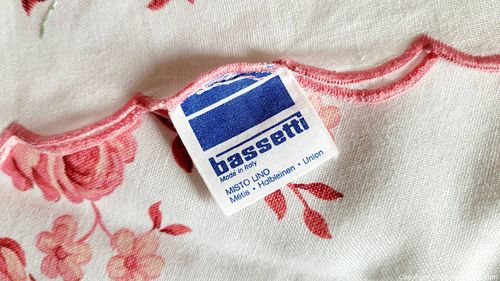 bassetti
Made in Italy
MISTO LINO
Métis · Halbleinen · Union